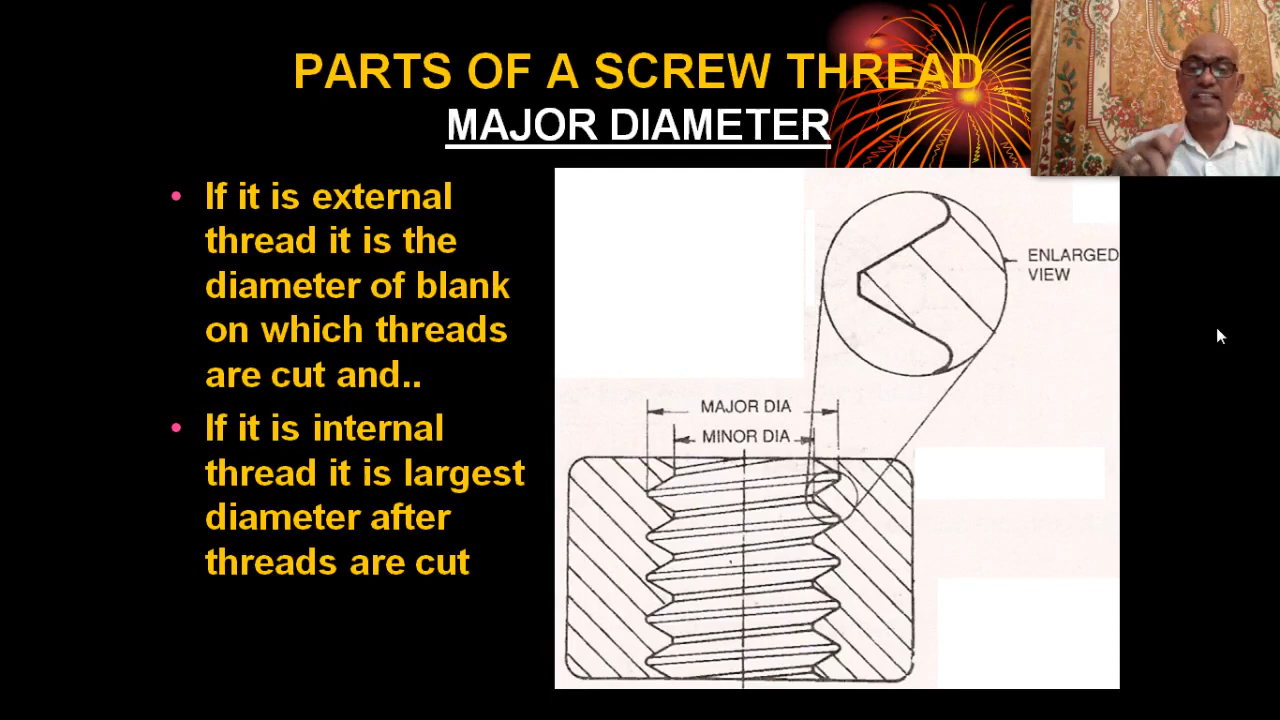 PARTS OF A SCREW THREAD
MAJOR DIAMETER
• If it is external
thread it is the
diameter of blank
on which threads
are cut and..
• If it is internal
thread it is largest
diameter after
threads are cut
ENLARGED
VIEW
MAJOR DIA
MINOR DIA